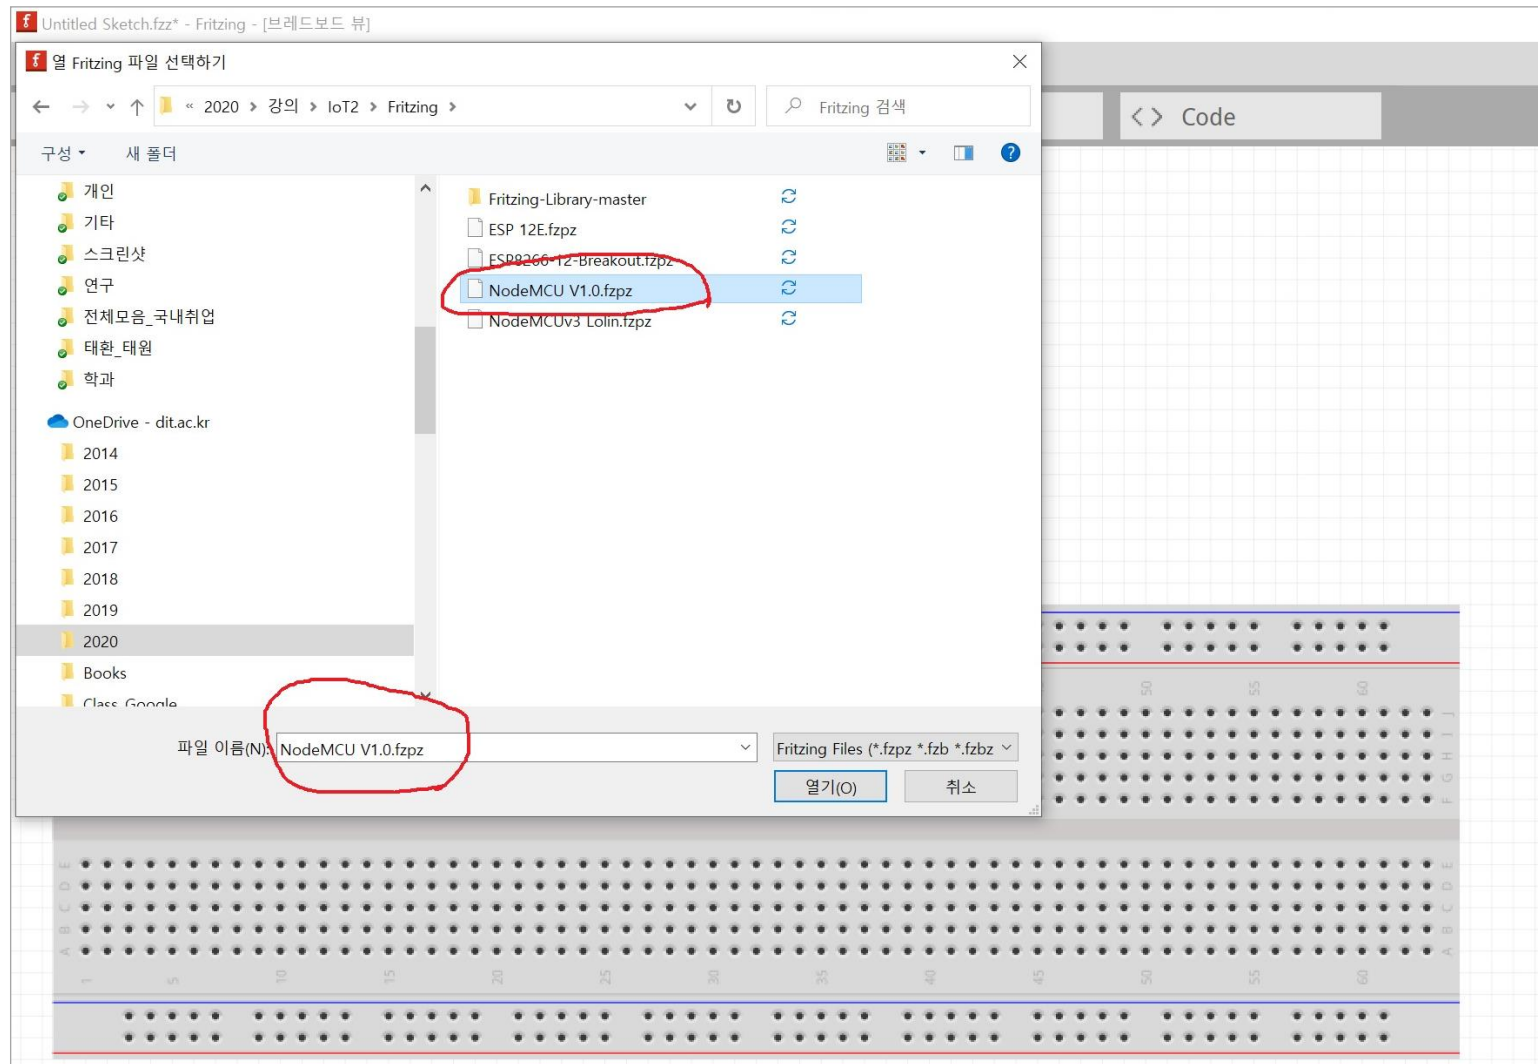 Untitled Sketch.fzz* - Fritzing - [브레드보드 뷰]
열 Fritzing 파일 선택하기
« 2020 > 강의 > IoT2 > Fritzing >
Fritzing 검색
<> Code
구성
새 폴더
개인
기타
스크린샷
연구
전체모음_국내취업
태환_태원
학과
OneDrive - dit.ac.kr
2014
2015
2016
2017
2018
2019
2020
Books
Class_Google
Fritzing-Library-master
ESP 12E.fzpz
ESP8266-12-Breakout.fzpz
NodeMCU V1.0.fzpz
NodeMCUv3 Lolin.fzpz
파일 이름(N):
NodeMCU V1.0.fzpz
Fritzing Files (*.fzpz *.fzb *.fzbz
열기(O)
취소
50 55 60
J
I
H
G
F
E E
D D
C C
B B
A A
1 5 10 15 20 25 30 35 40 45 50 55 60